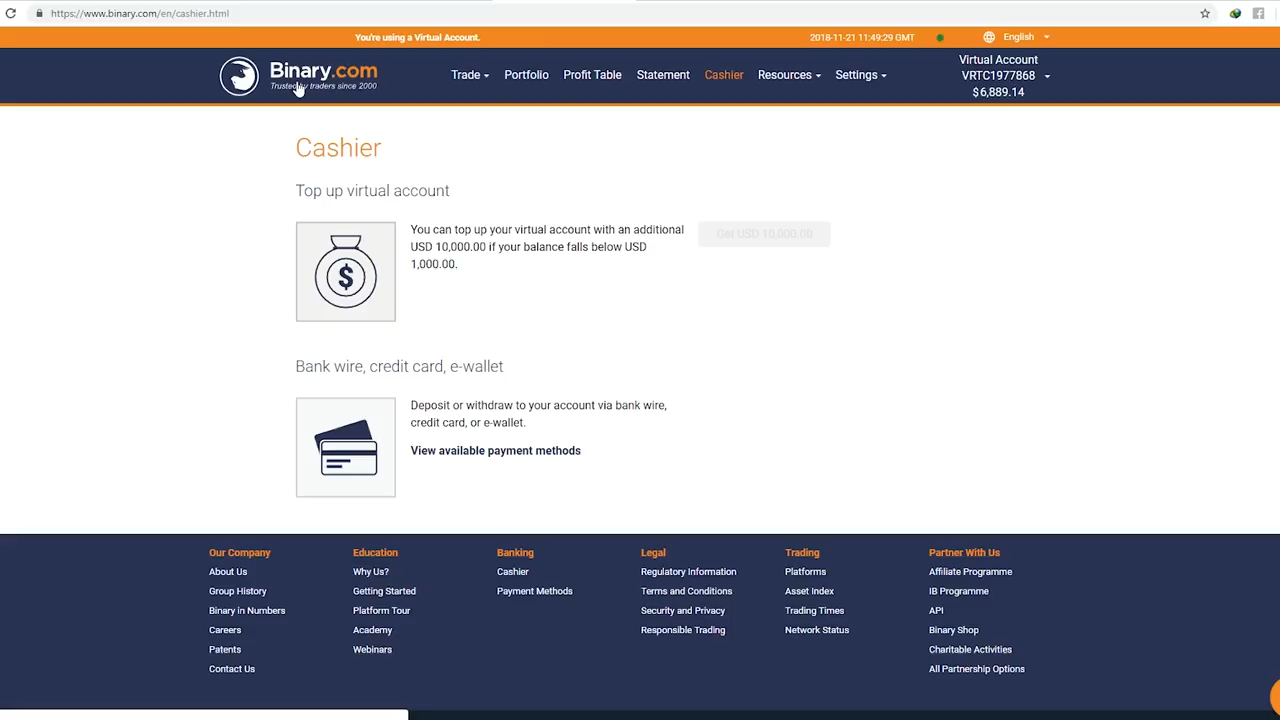 https://www.binary.com/en/cashier.html
You're using a Virtual Account.
2018-11-21 11:49:29 GMT
English
Binary.com
Trusted by traders since 2000
Trade
Portfolio
Profit Table
Statement
Cashier
Resources
Settings
Virtual Account
VRTC1977868
$6,889.14
Cashier
Top up virtual account
You can top up your virtual account with an additional
USD 10,000.00 if your balance falls below USD
1,000.00.
Get USD 10,000.00
Bank wire, credit card, e-wallet
Deposit or withdraw to your account via bank wire,
credit card, or e-wallet.
View available payment methods
Our Company
About Us
Group History
Binary in Numbers
Careers
Patents
Contact Us
Education
Why Us?
Getting Started
Platform Tour
Academy
Webinars
Banking
Cashier
Payment Methods
Legal
Regulatory Information
Terms and Conditions
Security and Privacy
Responsible Trading
Trading
Platforms
Asset Index
Trading Times
Network Status
Partner With Us
Affiliate Programme
IB Programme
API
Binary Shop
Charitable Activities
All Partnership Options